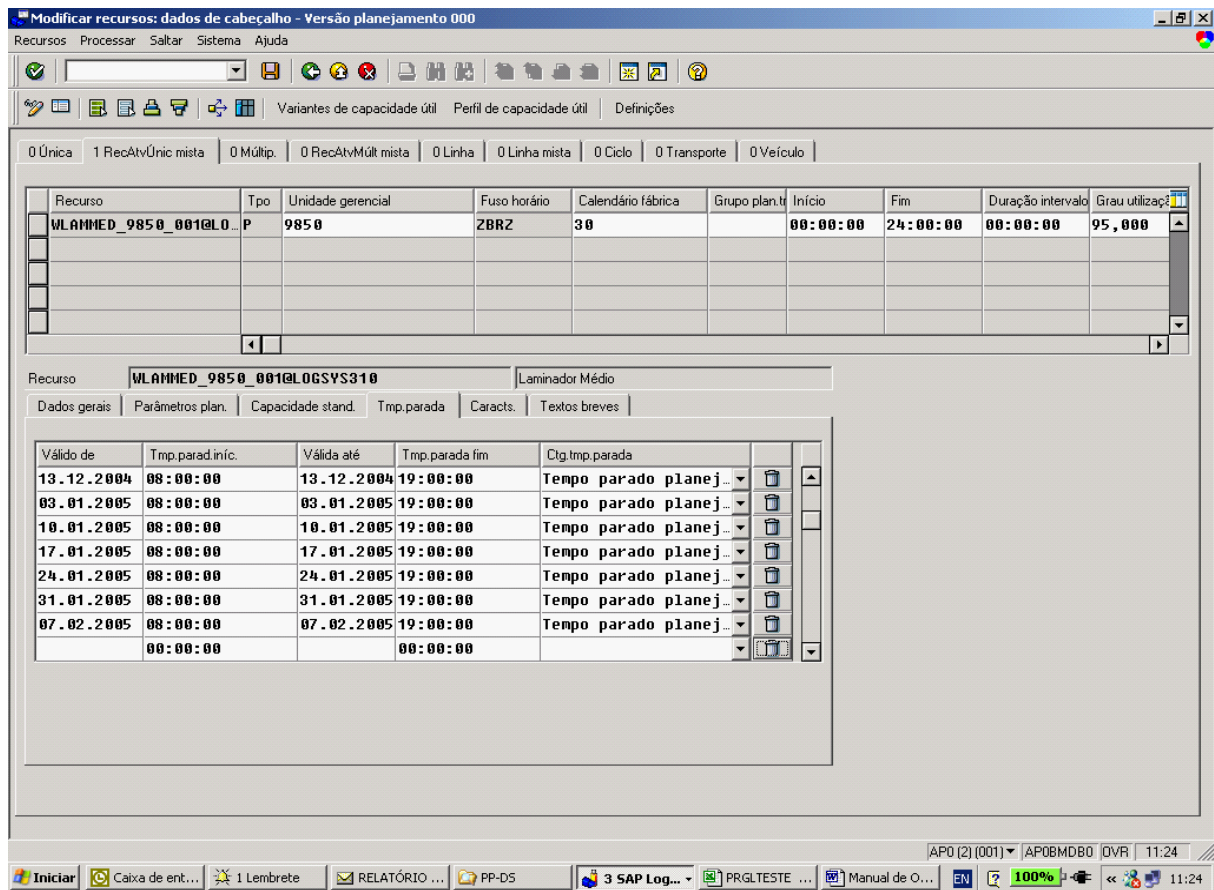 Modificar recursos: dados de cabeçalho - Versão planejamento 000
Recursos Processar Saltar Sistema Ajuda
Variantes de capacidade útil Perfil de capacidade útil Definições
0 Única 1 RecAtvÚnic mista 0 Múltip. 0 RecAtvMúlt mista 0 Linha 0 Linha mista 0 Ciclo 0 Transporte 0 Veículo
Recurso Tpo Unidade gerencial Fuso horário Calendário fábrica Grupo plan.tr Início Fim Duração intervalo Grau utilizaçã
WLAMMED_9850_001@LO… P 9850 ZBRZ 30 00:00:00 24:00:00 00:00:00 95,000
Recurso WLAMMED_9850_001@LOGSYS310 Laminador Médio
Dados gerais Parâmetros plan. Capacidade stand. Tmp.parada Caracts. Textos breves
Válido de Tmp.parad.iníc. Válida até Tmp.parada fim Ctg.tmp.parada
13.12.2004 08:00:00 13.12.2004 19:00:00 Tempo parado planej…
03.01.2005 08:00:00 03.01.2005 19:00:00 Tempo parado planej…
10.01.2005 08:00:00 10.01.2005 19:00:00 Tempo parado planej…
17.01.2005 08:00:00 17.01.2005 19:00:00 Tempo parado planej…
24.01.2005 08:00:00 24.01.2005 19:00:00 Tempo parado planej…
31.01.2005 08:00:00 31.01.2005 19:00:00 Tempo parado planej…
07.02.2005 08:00:00 07.02.2005 19:00:00 Tempo parado planej…
00:00:00 00:00:00
AP0 (2) (001) AP0BMDB0 OVR 11:24
Iniciar Caixa de ent... 1 Lembrete RELATÓRIO ... PP-DS 3 SAP Log... PRGLTESTE ... Manual de O... EN 100% « 11:24